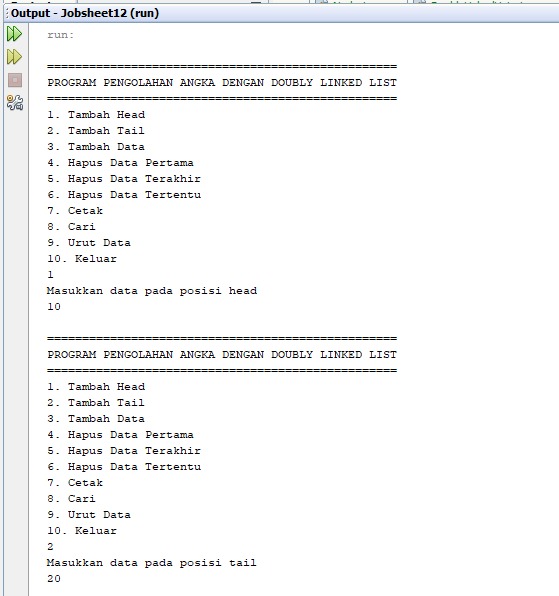 Output - Jobsheet12 (run)
run:
==================================================
PROGRAM PENGOLAHAN ANGKA DENGAN DOUBLY LINKED LIST
==================================================
1. Tambah Head
2. Tambah Tail
3. Tambah Data
4. Hapus Data Pertama
5. Hapus Data Terakhir
6. Hapus Data Tertentu
7. Cetak
8. Cari
9. Urut Data
10. Keluar
1
Masukkan data pada posisi head
10
==================================================
PROGRAM PENGOLAHAN ANGKA DENGAN DOUBLY LINKED LIST
==================================================
1. Tambah Head
2. Tambah Tail
3. Tambah Data
4. Hapus Data Pertama
5. Hapus Data Terakhir
6. Hapus Data Tertentu
7. Cetak
8. Cari
9. Urut Data
10. Keluar
2
Masukkan data pada posisi tail
20